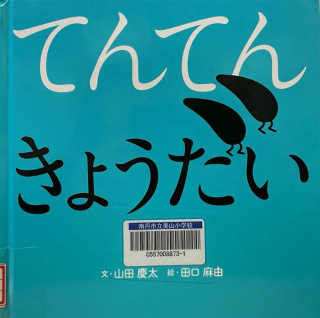 てんてん
きょうだい
南丹市立美山小学校
0557008873-1
文・山田 慶太 絵・田口 麻由